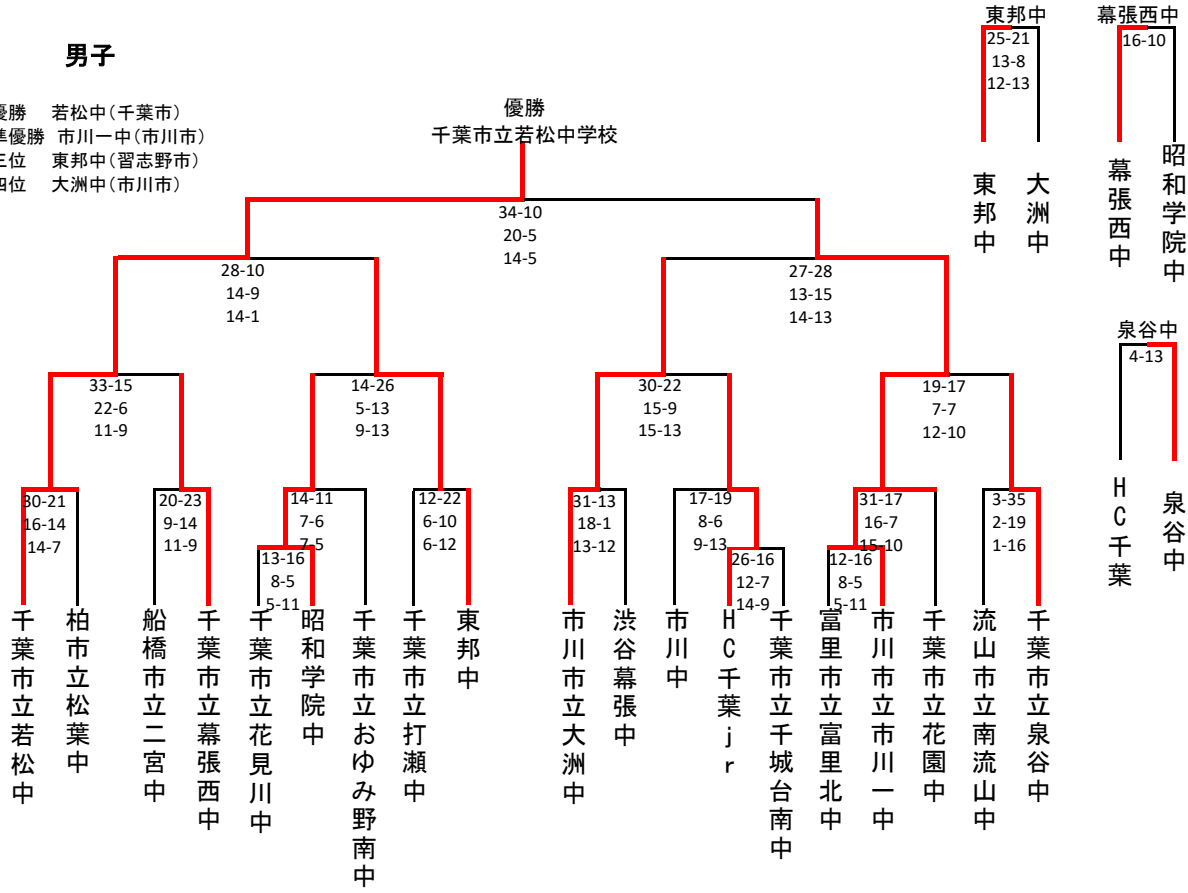 男子
優勝 若松中(千葉市)
準優勝 市川一中(市川市)
三位 東邦中(習志野市)
四位 大洲中(市川市)
優勝
千葉市立若松中学校
東邦中
25-21
13-8
12-13
東邦中
大洲中
幕張西中
16-10
幕張西中
昭和学院中
泉谷中
4-13
HC千葉
泉谷中
34-10
20-5
14-5
28-10
14-9
14-1
27-28
13-15
14-13
33-15
22-6
11-9
14-26
5-13
9-13
30-22
15-9
15-13
19-17
7-7
12-10
30-21
16-14
14-7
20-23
9-14
11-9
14-11
7-6
7-5
12-22
6-10
6-12
31-13
18-1
13-12
17-19
8-6
9-13
31-17
16-7
15-10
3-35
2-19
1-16
13-16
8-5
5-11
26-16
12-7
14-9
12-16
8-5
5-11
千葉市立若松中
柏市立松葉中
船橋市立二宮中
千葉市立幕張西中
千葉市立花見川中
昭和学院中
千葉市立おゆみ野南中
千葉市立打瀬中
東邦中
市川市立大洲中
渋谷幕張中
市川中
HC千葉jr
千葉市立千城台南中
富里市立富里北中
市川市立市川一中
千葉市立花園中
流山市立南流山中
千葉市立泉谷中